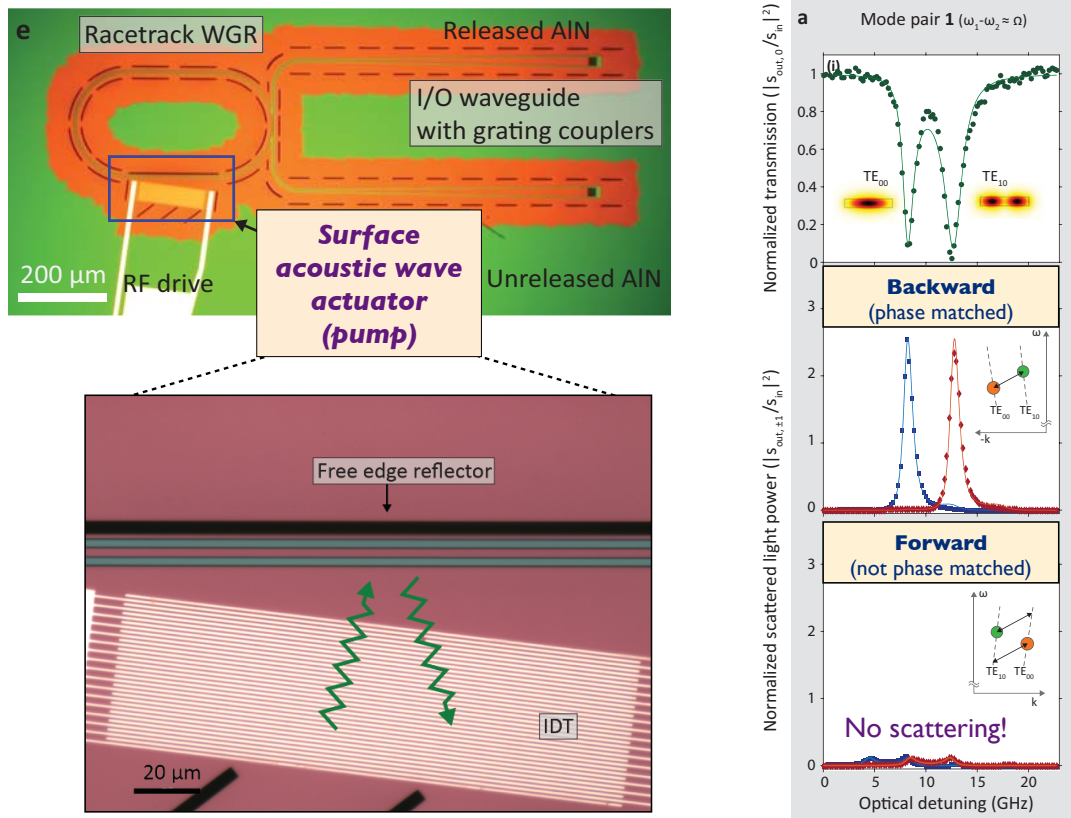 e
Racetrack WGR
Released AlN
I/O waveguide
with grating couplers
Surface
acoustic wave
actuator
(pump)
200 μm
RF drive
Unreleased AlN
Free edge reflector
IDT
20 μm
a
Mode pair 1 (ω1-ω2 ≈ Ω)
Normalized transmission (|sout, 0/sin|²)
(i)
1
0.8
0.6
0.4
0.2
0
TE00
TE10
Backward
(phase matched)
Normalized scattered light power (|sout, ±1/sin|²)
3
2
1
0
ω
TE00
TE10
-k
Forward
(not phase matched)
3
2
1
0
ω
TE10
TE00
k
No scattering!
0
5
10
15
20
Optical detuning (GHz)